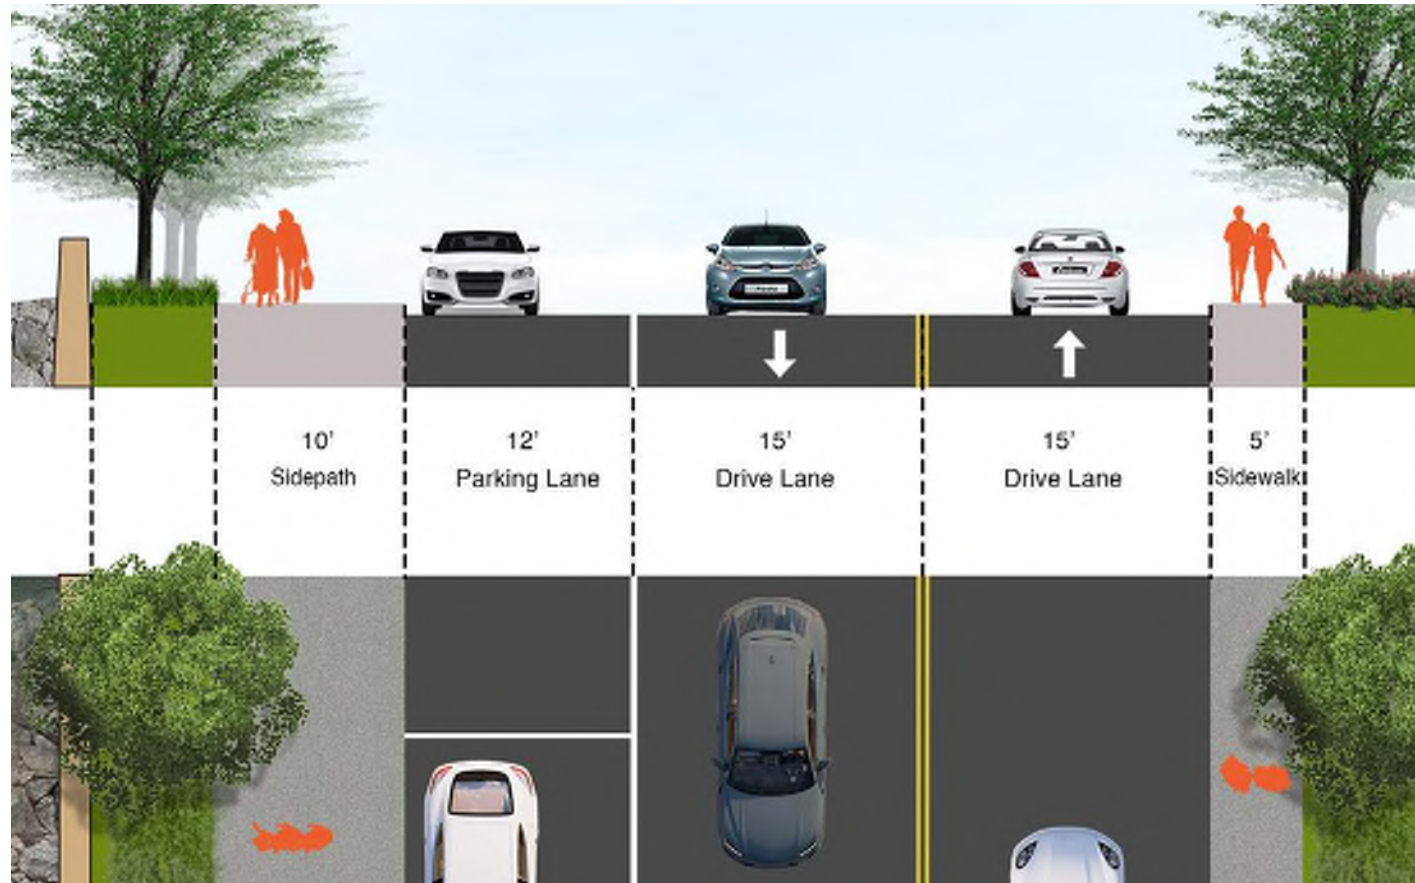 10’
Sidepath
12’
Parking Lane
15’
Drive Lane
15’
Drive Lane
5’
Sidewalk